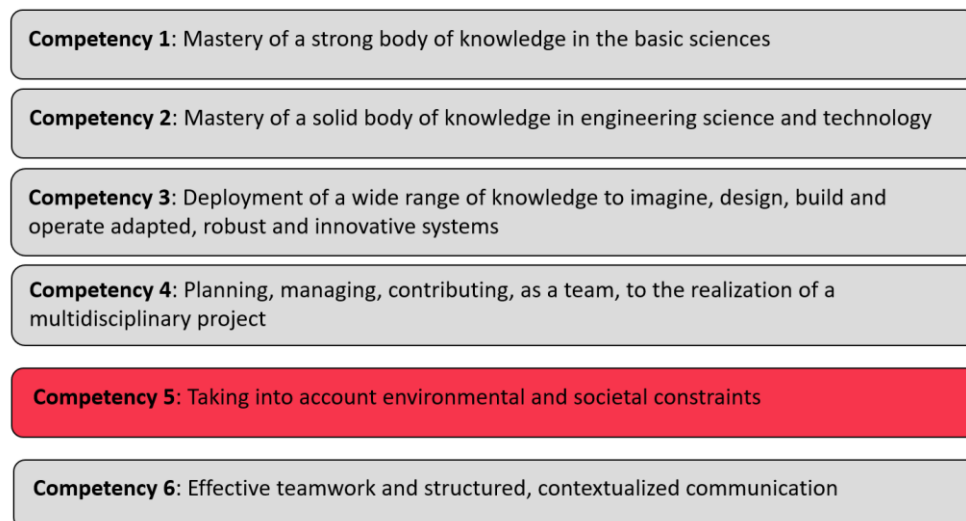 Competency 1: Mastery of a strong body of knowledge in the basic sciences
Competency 2: Mastery of a solid body of knowledge in engineering science and technology
Competency 3: Deployment of a wide range of knowledge to imagine, design, build and
operate adapted, robust and innovative systems
Competency 4: Planning, managing, contributing, as a team, to the realization of a
multidisciplinary project
Competency 5: Taking into account environmental and societal constraints
Competency 6: Effective teamwork and structured, contextualized communication